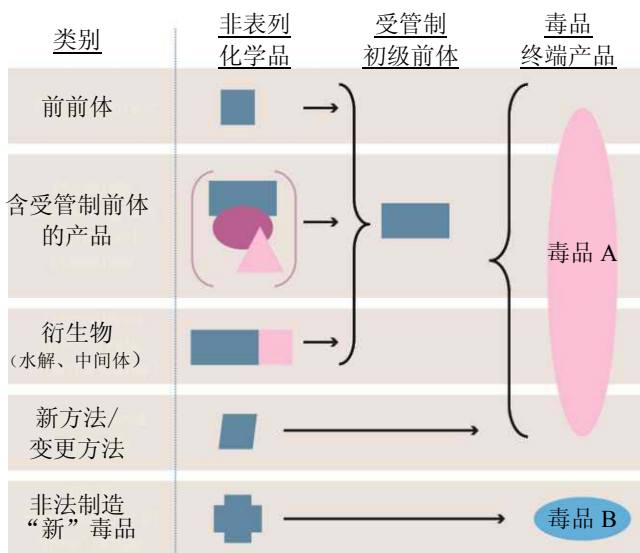 类别
非表列
化学品
受管制
初级前体
毒品
终端产品
前前体
含受管制前体
的产品
毒品 A
衍生物
（水解、中间体）
新方法/
变更方法
非法制造
“新”毒品
毒品 B